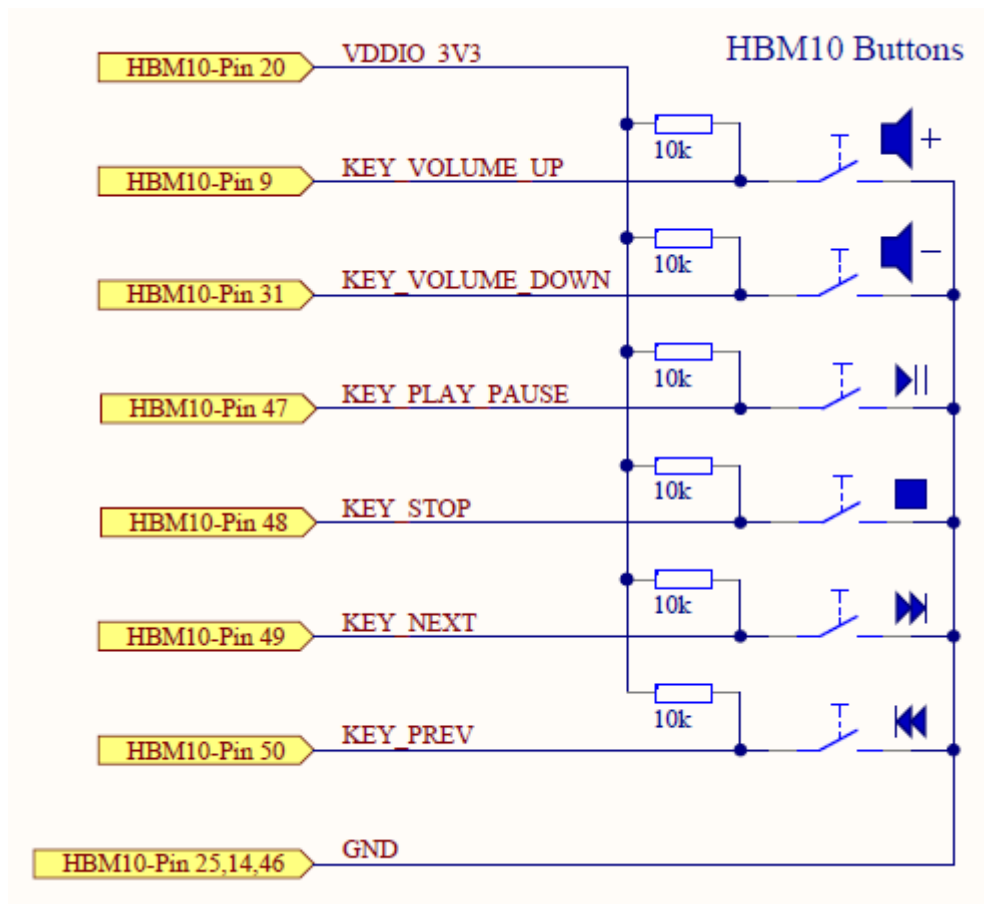 HBM10 Buttons
HBM10-Pin 20 VDDIO_3V3
10k
HBM10-Pin 9 KEY_VOLUME_UP
10k
HBM10-Pin 31 KEY_VOLUME_DOWN
10k
HBM10-Pin 47 KEY_PLAY_PAUSE
10k
HBM10-Pin 48 KEY_STOP
10k
HBM10-Pin 49 KEY_NEXT
10k
HBM10-Pin 50 KEY_PREV
HBM10-Pin 25,14,46 GND